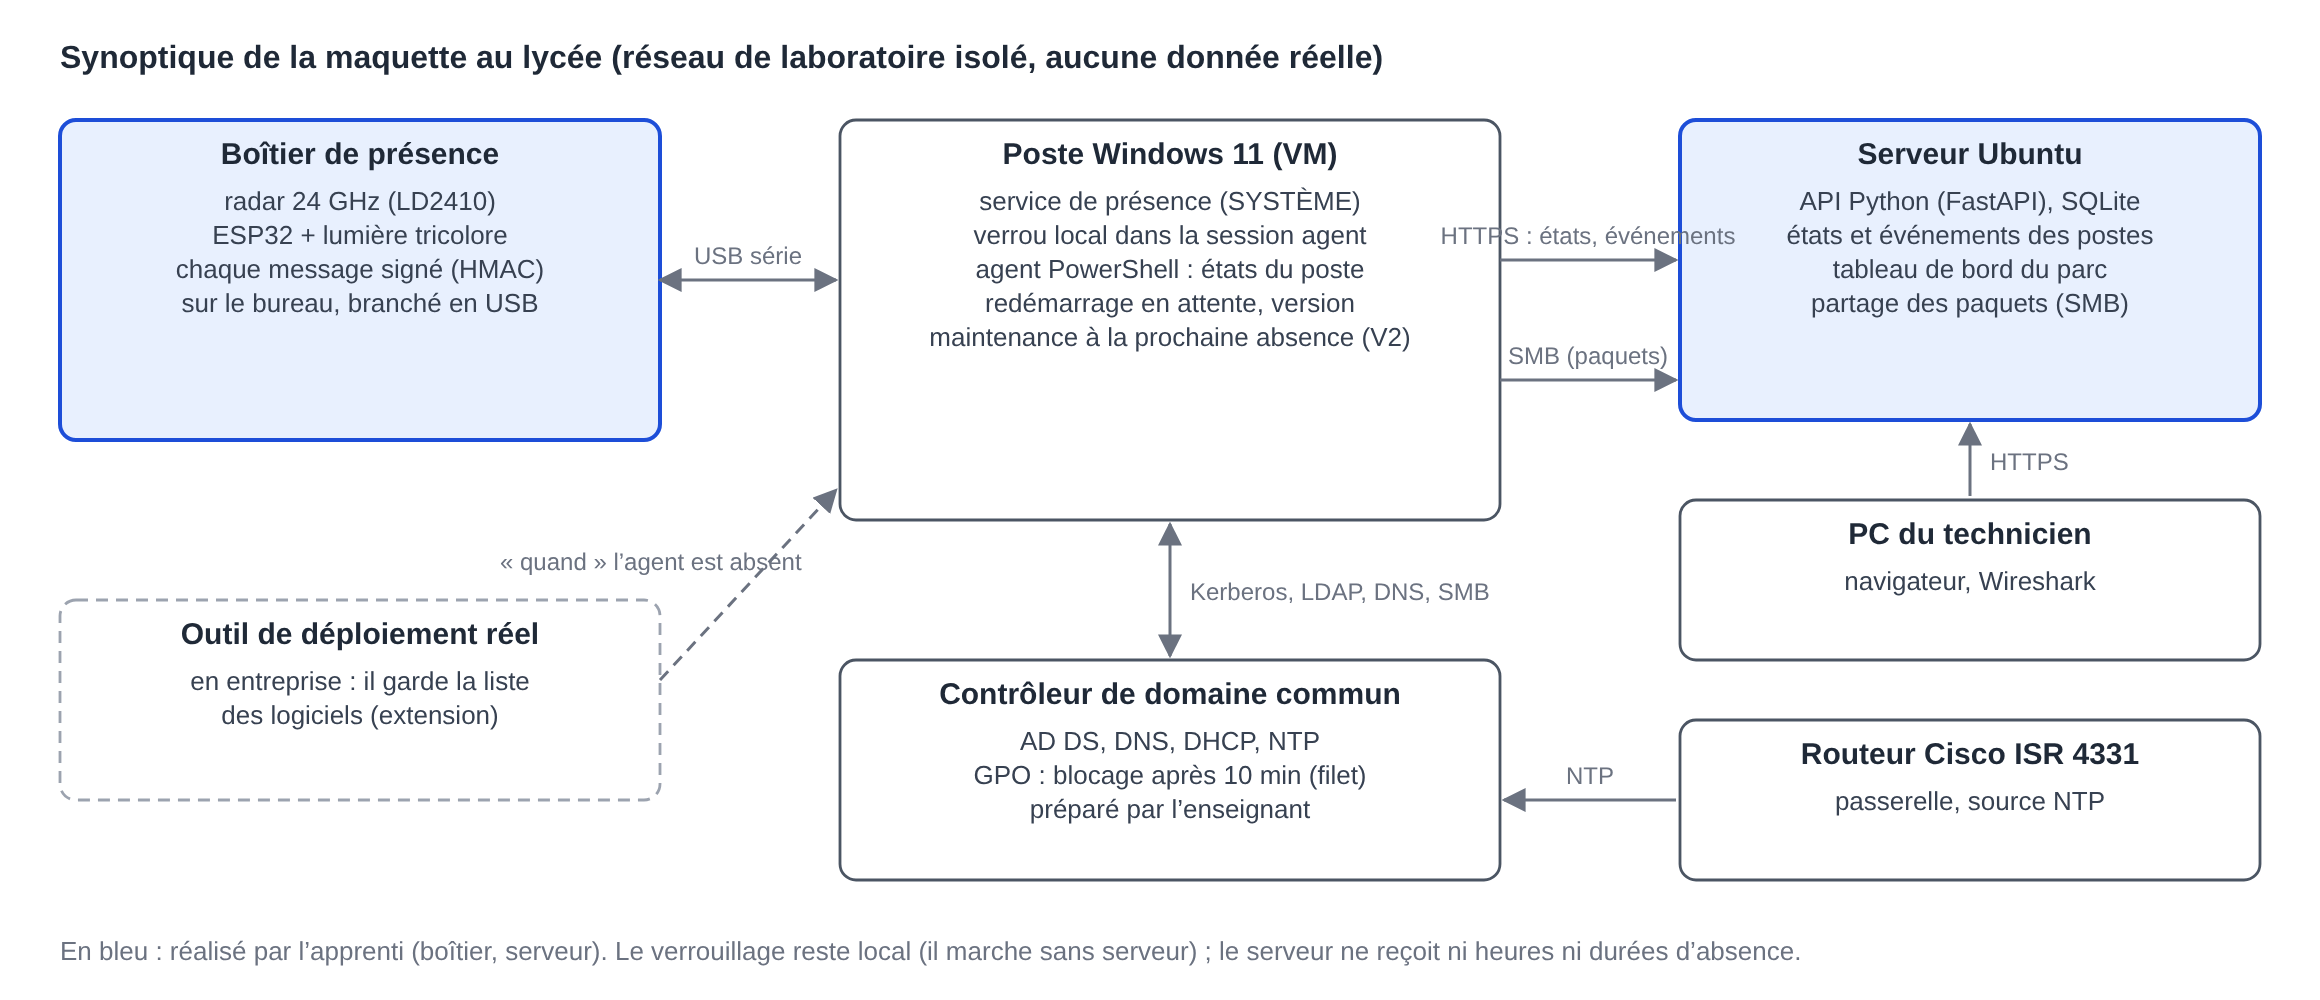 Synoptique de la maquette au lycée (réseau de laboratoire isolé, aucune donnée réelle)
Boîtier de présence
radar 24 GHz (LD2410)
ESP32 + lumière tricolore
chaque message signé (HMAC)
sur le bureau, branché en USB
USB série
Poste Windows 11 (VM)
service de présence (SYSTÈME)
verrou local dans la session agent
agent PowerShell : états du poste
redémarrage en attente, version
maintenance à la prochaine absence (V2)
HTTPS : états, événements
SMB (paquets)
Serveur Ubuntu
API Python (FastAPI), SQLite
états et événements des postes
tableau de bord du parc
partage des paquets (SMB)
HTTPS
PC du technicien
navigateur, Wireshark
« quand » l’agent est absent
Outil de déploiement réel
en entreprise : il garde la liste
des logiciels (extension)
Kerberos, LDAP, DNS, SMB
Contrôleur de domaine commun
AD DS, DNS, DHCP, NTP
GPO : blocage après 10 min (filet)
préparé par l’enseignant
NTP
Routeur Cisco ISR 4331
passerelle, source NTP
En bleu : réalisé par l’apprenti (boîtier, serveur). Le verrouillage reste local (il marche sans serveur) ; le serveur ne reçoit ni heures ni durées d’absence.